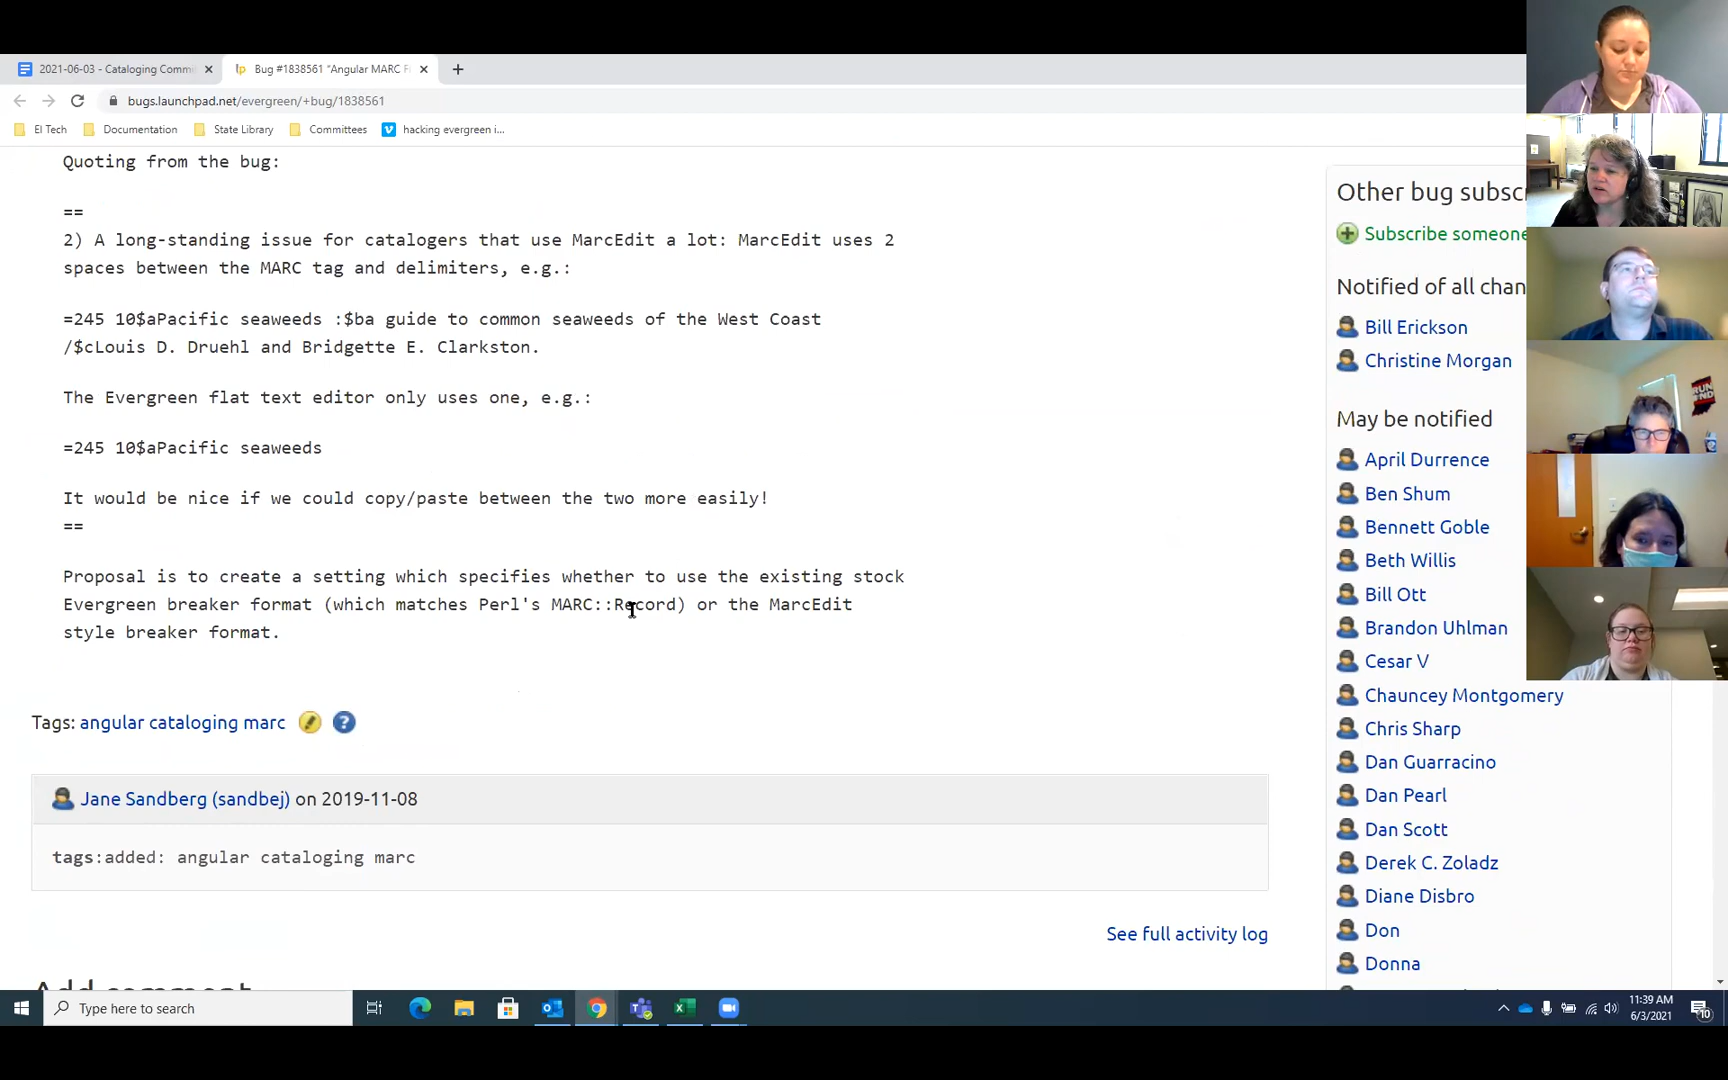 2021-06-03 - Cataloging Commi
Bug #1838561 "Angular MARC F
bugs.launchpad.net/evergreen/+bug/1838561
EI Tech
Documentation
State Library
Committees
hacking evergreen i...
Quoting from the bug:
==
2) A long-standing issue for catalogers that use MarcEdit a lot: MarcEdit uses 2
spaces between the MARC tag and delimiters, e.g.:
=245 10$aPacific seaweeds :$ba guide to common seaweeds of the West Coast
/$cLouis D. Druehl and Bridgette E. Clarkston.
The Evergreen flat text editor only uses one, e.g.:
=245 10$aPacific seaweeds
It would be nice if we could copy/paste between the two more easily!
==
Proposal is to create a setting which specifies whether to use the existing stock
Evergreen breaker format (which matches Perl's MARC::Record) or the MarcEdit
style breaker format.
Tags: angular cataloging marc
Jane Sandberg (sandbej) on 2019-11-08
tags:added: angular cataloging marc
See full activity log
Add comment
Other bug subsc
Subscribe someone
Notified of all chan
Bill Erickson
Christine Morgan
May be notified
April Durrence
Ben Shum
Bennett Goble
Beth Willis
Bill Ott
Brandon Uhlman
Cesar V
Chauncey Montgomery
Chris Sharp
Dan Guarracino
Dan Pearl
Dan Scott
Derek C. Zoladz
Diane Disbro
Don
Donna
Type here to search
11:39 AM
6/3/2021
10